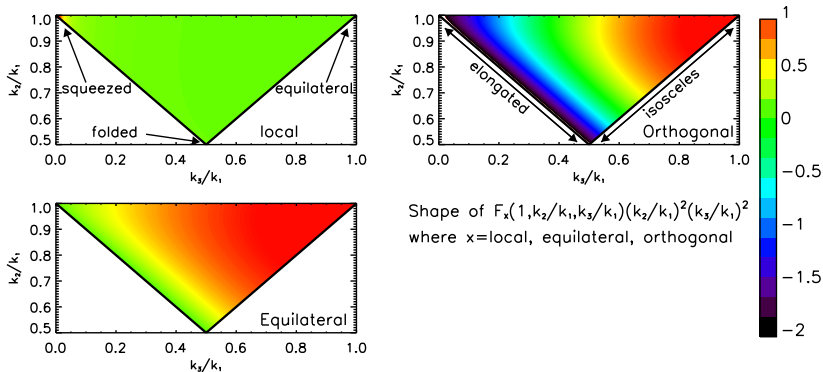 1.0
0.9
0.8
0.7
0.6
0.5
k₂/k₁
squeezed
equilateral
folded
local
0.0 0.2 0.4 0.6 0.8 1.0
k₃/k₁
1.0
0.9
0.8
0.7
0.6
0.5
k₂/k₁
elongated
isosceles
Orthogonal
0.0 0.2 0.4 0.6 0.8 1.0
k₃/k₁
1
0.5
0
−0.5
−1
−1.5
−2
1.0
0.9
0.8
0.7
0.6
0.5
k₂/k₁
Equilateral
0.0 0.2 0.4 0.6 0.8 1.0
k₃/k₁
Shape of Fₓ(1,k₂/k₁,k₃/k₁)(k₂/k₁)²(k₃/k₁)²
where x=local, equilateral, orthogonal